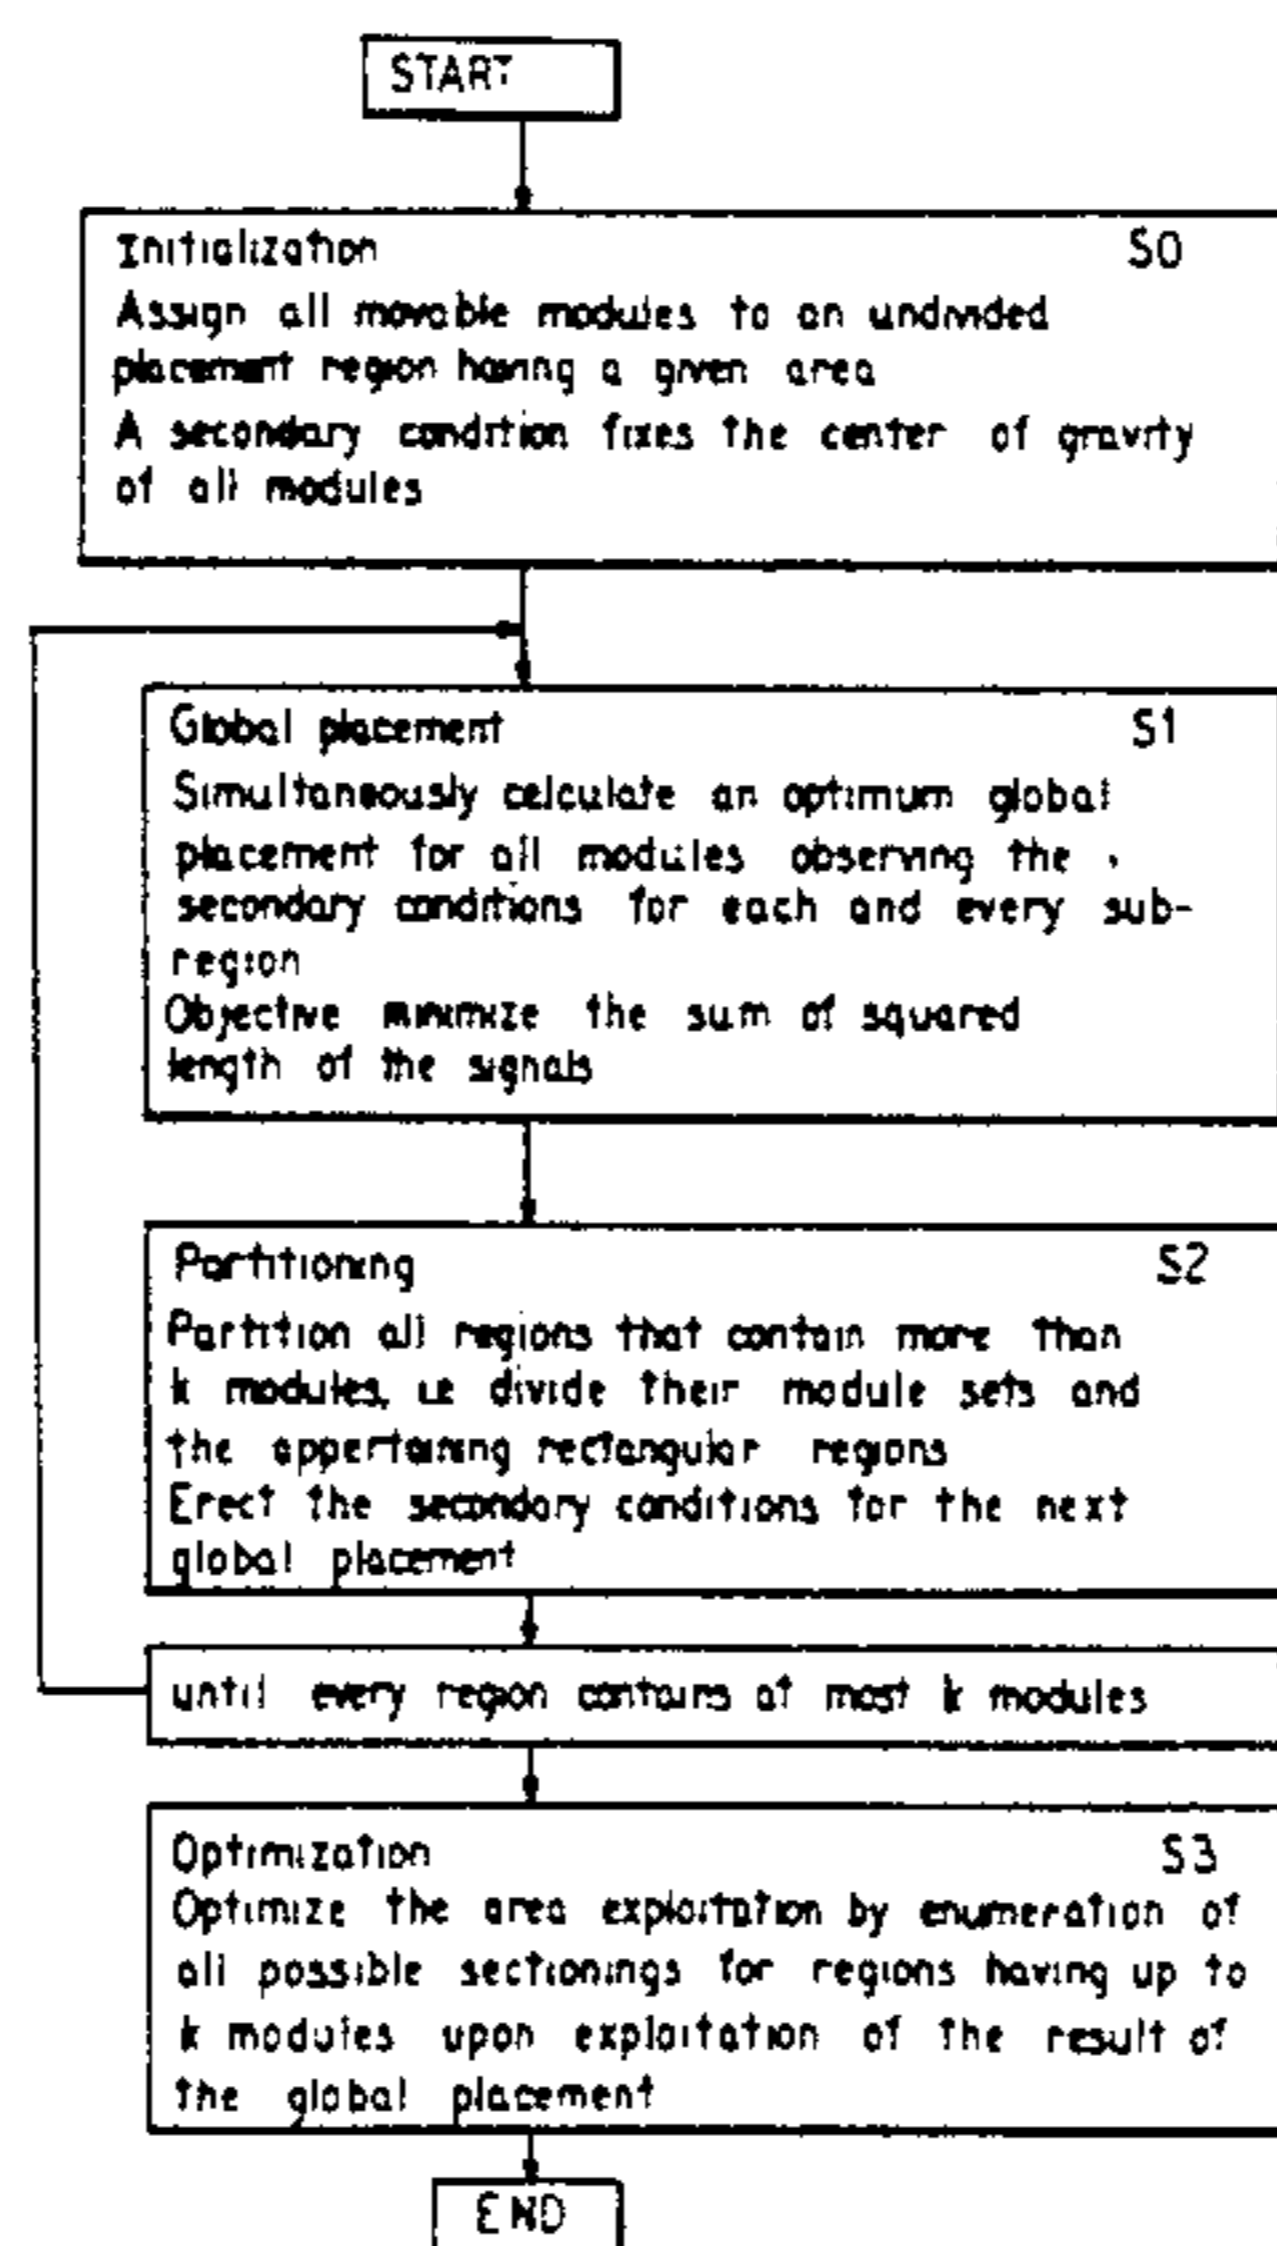 START
Initialization S0
Assign all movable modules to an undivided
placement region having a given area
A secondary condition fixes the center of gravity
of all modules
Global placement S1
Simultaneously calculate an optimum global
placement for all modules observing the
secondary conditions for each and every sub-
region
Objective minimize the sum of squared
length of the signals
Partitioning S2
Partition all regions that contain more than
k modules, i.e divide their module sets and
the appertaining rectangular regions
Erect the secondary conditions for the next
global placement
until every region contains at most k modules
Optimization S3
Optimize the area exploitation by enumeration of
all possible sectionings for regions having up to
k modules upon exploitation of the result of
the global placement
END